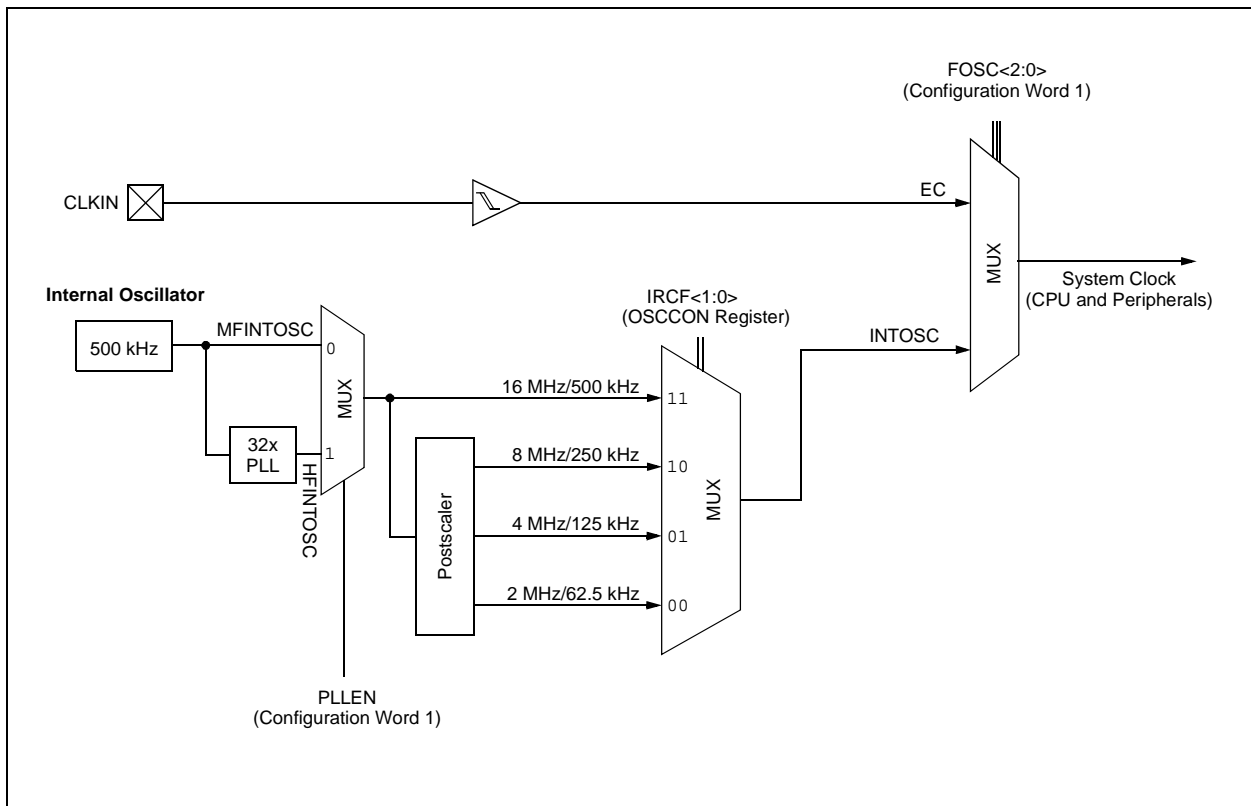 FOSC<2:0>
(Configuration Word 1)
CLKIN
EC
MUX
System Clock
(CPU and Peripherals)
Internal Oscillator
500 kHz
MFINTOSC
0
MUX
32x
PLL
1
HFINTOSC
PLLEN
(Configuration Word 1)
IRCF<1:0>
(OSCCON Register)
INTOSC
16 MHz/500 kHz
11
8 MHz/250 kHz
10
4 MHz/125 kHz
01
2 MHz/62.5 kHz
00
Postscaler
MUX